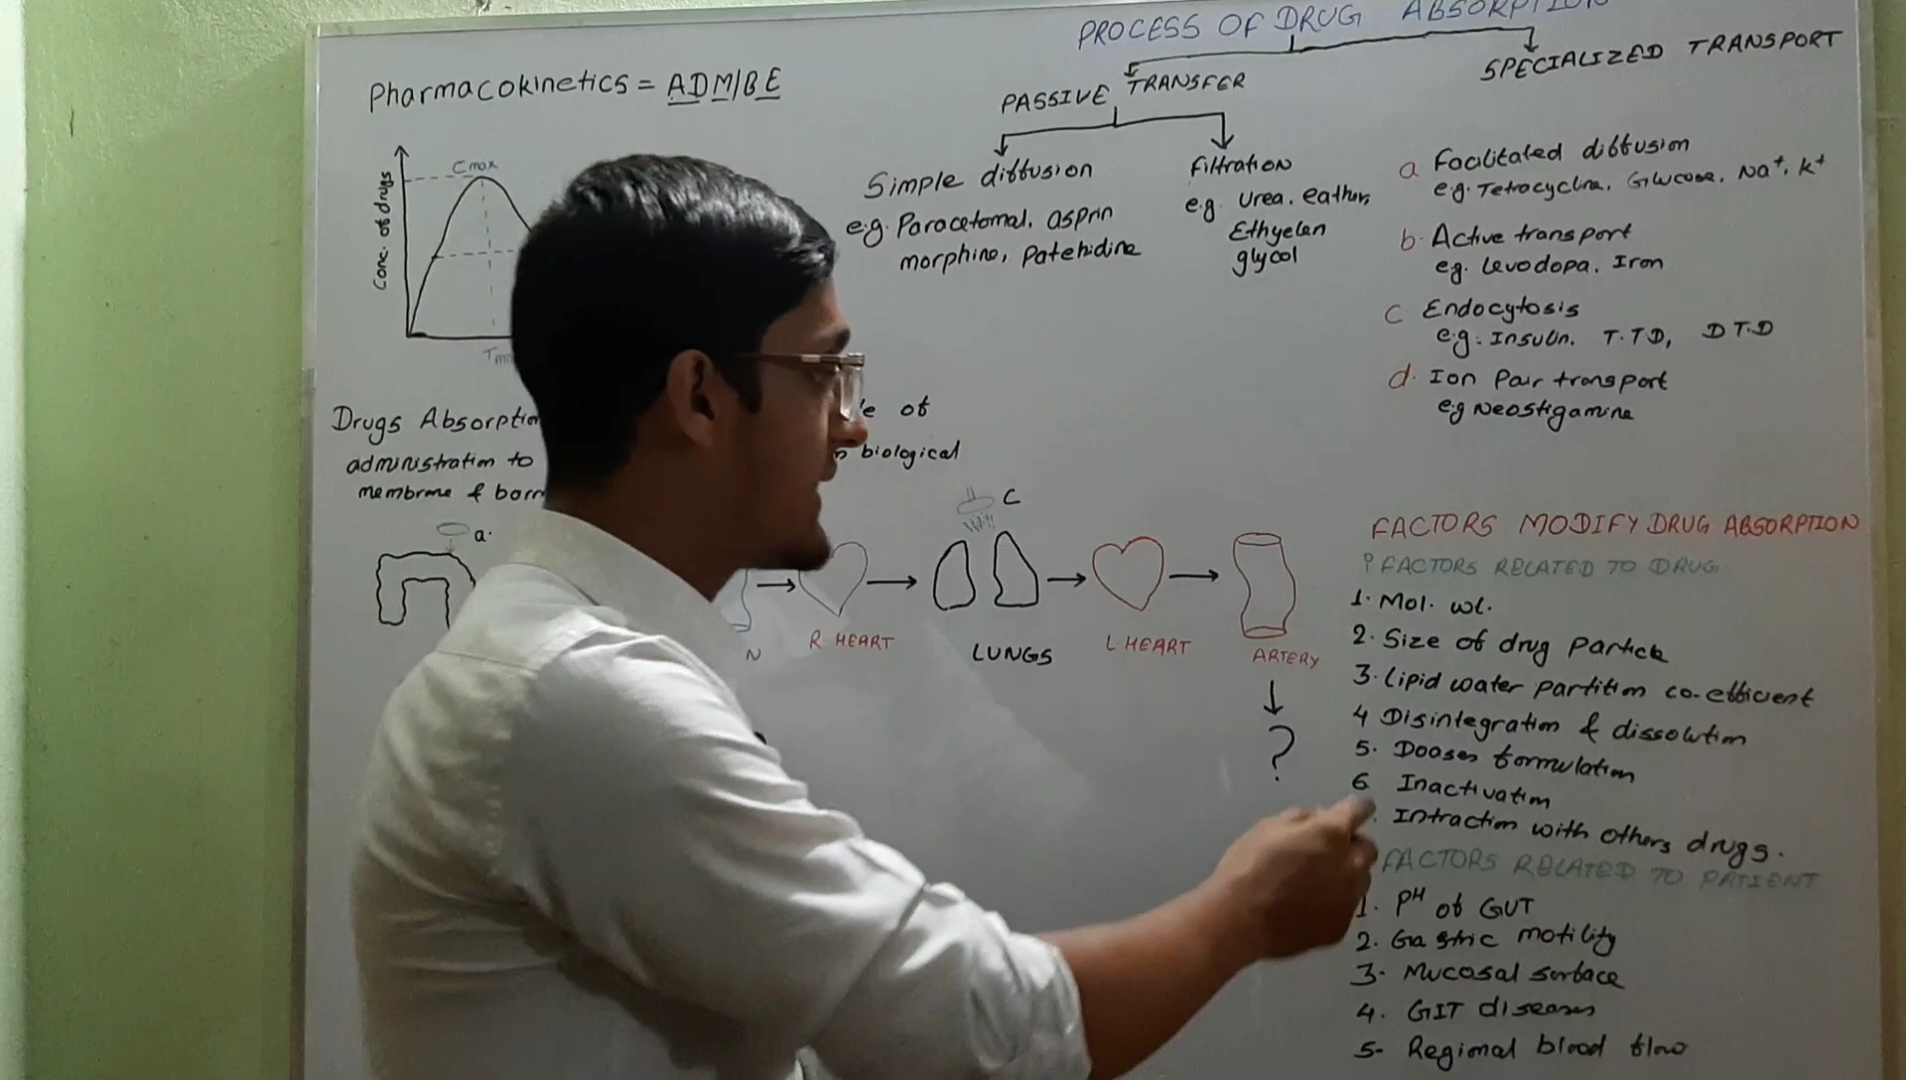 PROCESS OF DRUG ABSORPTION
Pharmacokinetics = ADM/BE
PASSIVE TRANSFER
SPECIALIZED TRANSPORT
Cmax
Conc. of drugs
Simple diffusion
e.g. Paracetomal, asprin
morphine, Patehidine
Filtration
e.g. Urea, eather,
Ethyelen
glycol
a Facilitated diffusion
e.g. Tetracycline, Glucose, Na⁺, K⁺
b. Active transport
eg. Levodopa, Iron
C Endocytosis
e.g. Insulin. T.T.D, D T.D
d. Ion Pair transport
e.g Neostigamine
Drugs Absorption
of
administration to
biological
membrane &
a.
C
N
R HEART
LUNGS
L HEART
ARTERY
?
FACTORS MODIFY DRUG ABSORPTION
FACTORS RELATED TO DRUG
1. Mol. wt.
2. Size of drug Particle
3. Lipid water partition co-efficient
4 Disintegration & dissolution
5. Dooses formulation
6 Inactivation
Intraction with others drugs.
FACTORS RELATED TO PATIENT
1. PH of GUT
2. Gastric motility
3- Mucosal surface
4. GIT diseases
5- Regional blood flow